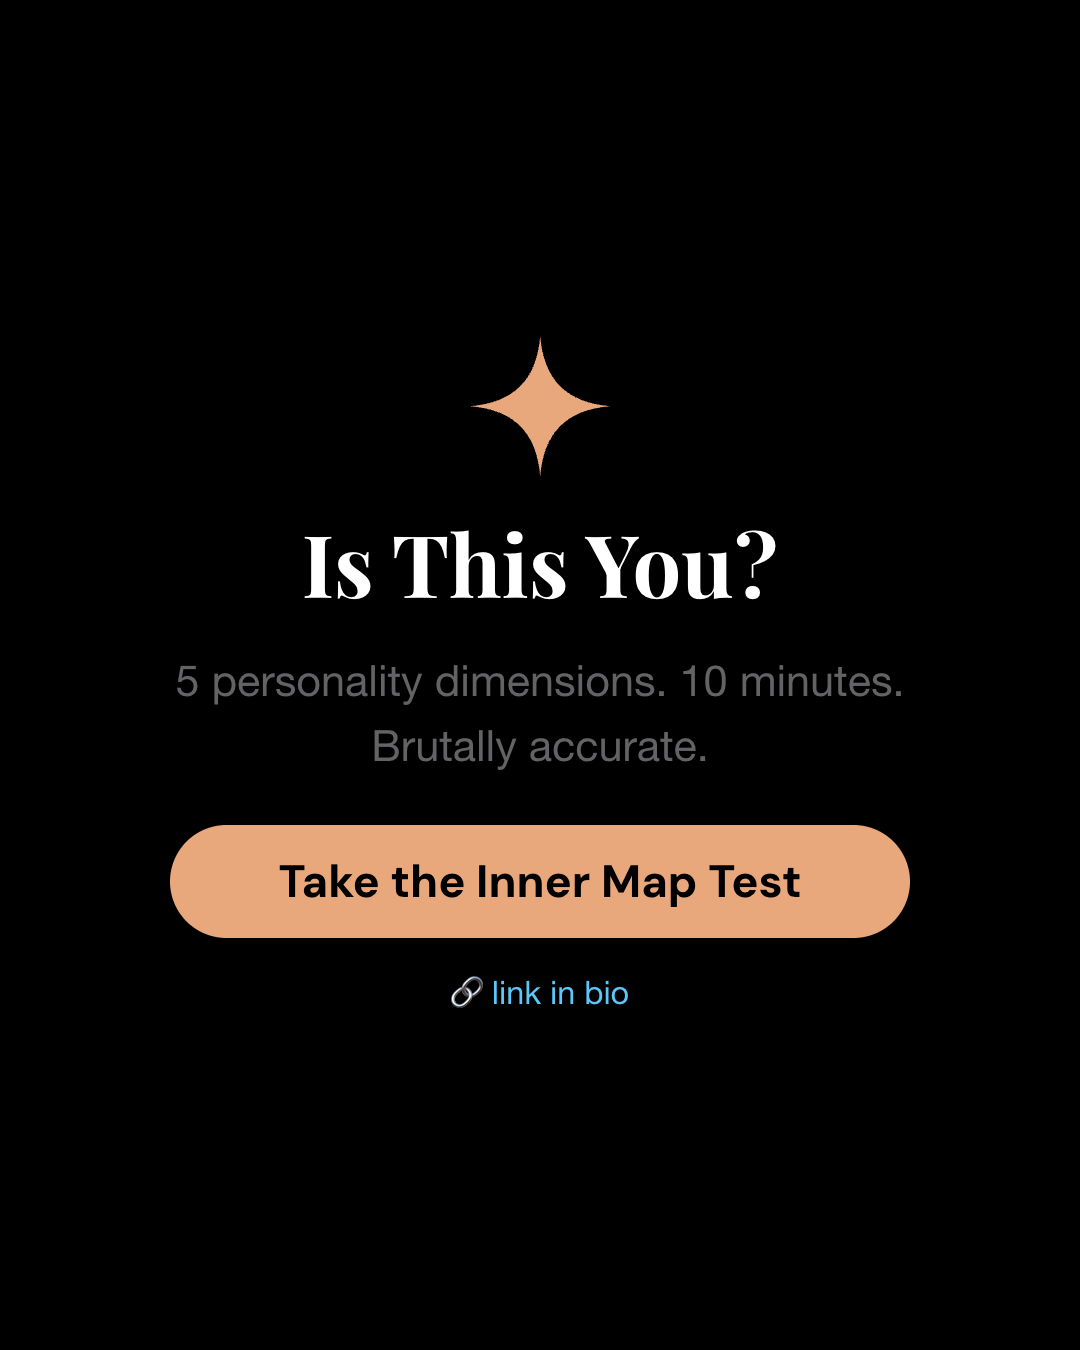 Is This You?
5 personality dimensions. 10 minutes.
Brutally accurate.
Take the Inner Map Test
🔗 link in bio